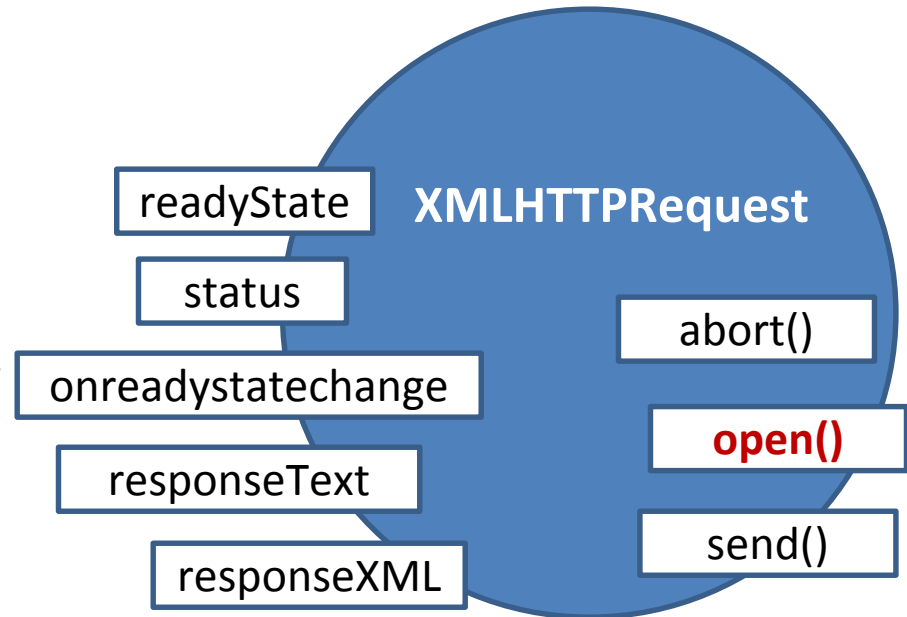 XMLHTTPRequest
readyState
status
onreadystatechange
responseText
responseXML
abort()
open()
send()